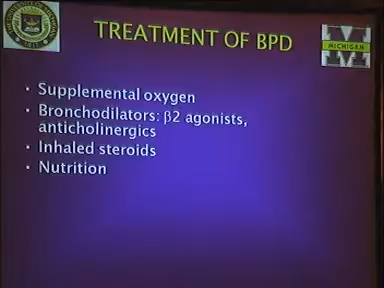 TREATMENT OF BPD
MICHIGAN
· Supplemental oxygen
· Bronchodilators: β2 agonists,
anticholinergics
· Inhaled steroids
· Nutrition